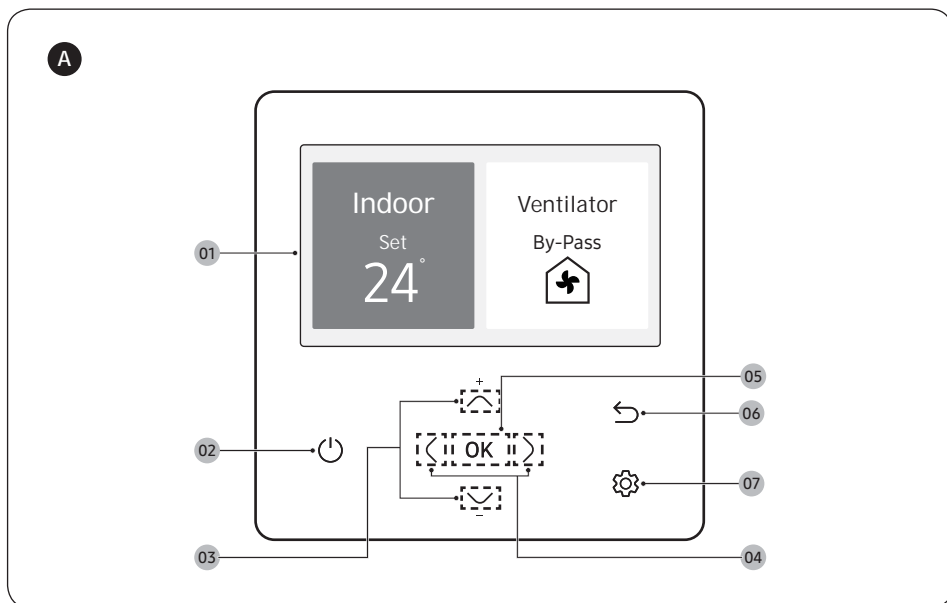 A
Indoor
Set
24°
Ventilator
By-Pass
01
05
+
06
02
OK
07
−
03
04